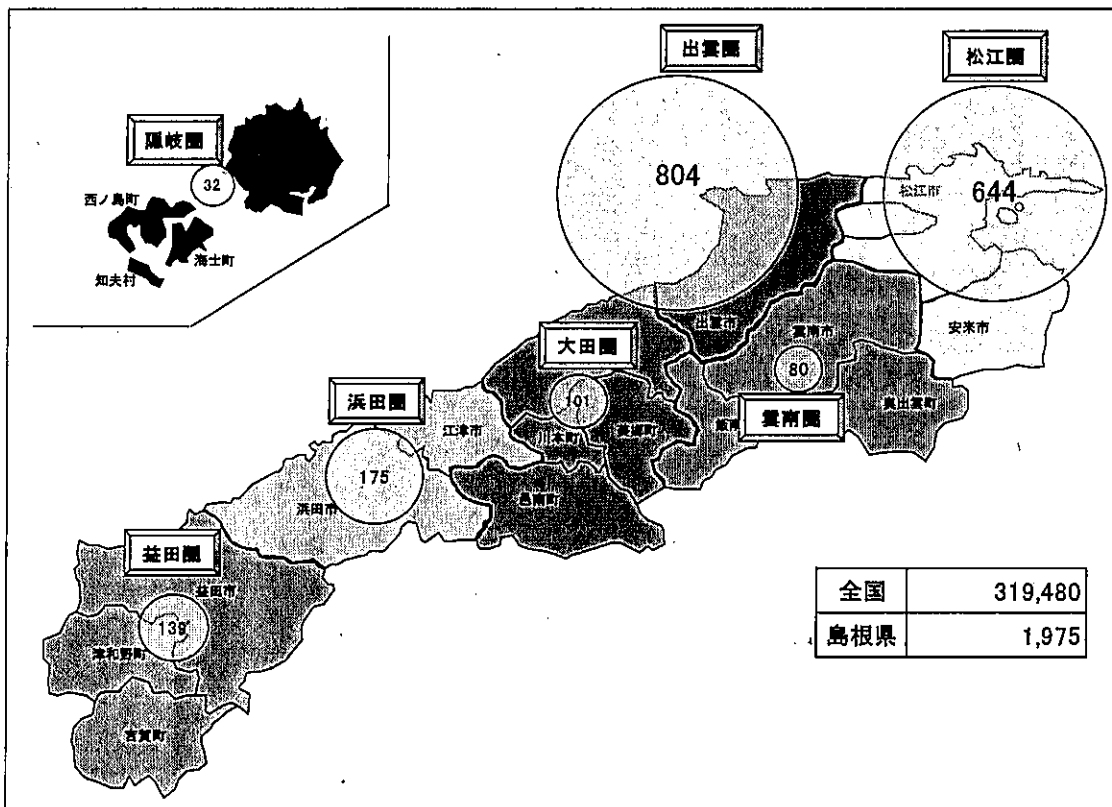 出雲圏
松江圏
隠岐圏
804
松江市
644
32
西ノ島町
海士町
知夫村
出雲市
雲南市
安来市
大田圏
80
浜田圏
101
奥出雲町
江津市
川本町
美郷町
雲南圏
175
浜田市
邑南町
益田圏
益田市
津和野町
吉賀町
全国 319,480
島根県 1,975